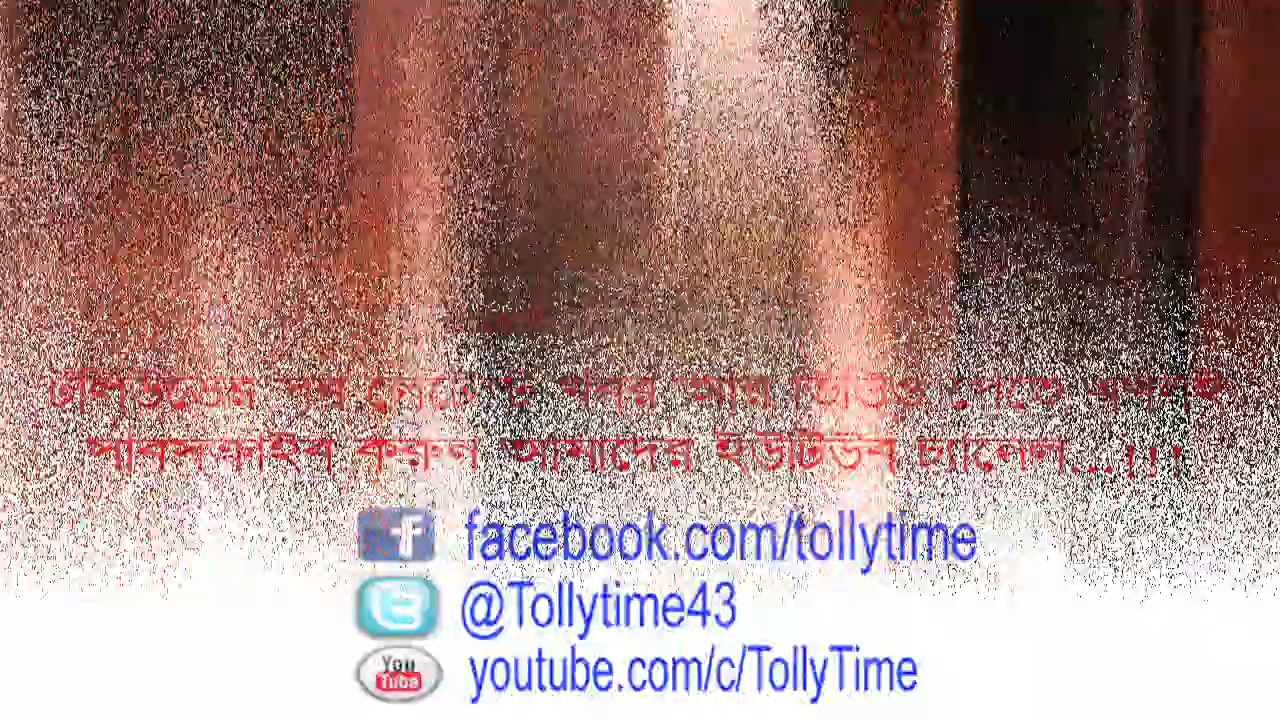 টলিউডের সব লেটেস্ট খবর আর ভিডিও পেতে এখনই
সাবসক্রাইব করুন আমাদের ইউটিউব চ্যানেল...!!!
f facebook.com/tollytime
t @Tollytime43
You Tube youtube.com/c/TollyTime